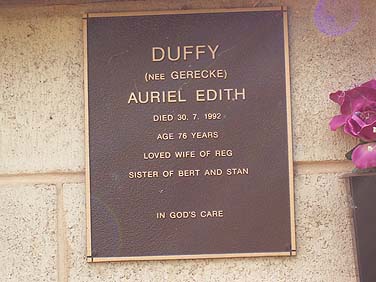 DUFFY
(NEE GERECKE)
AURIEL EDITH
DIED 30. 7. 1992
AGE 76 YEARS
LOVED WIFE OF REG
SISTER OF BERT AND STAN
IN GOD'S CARE